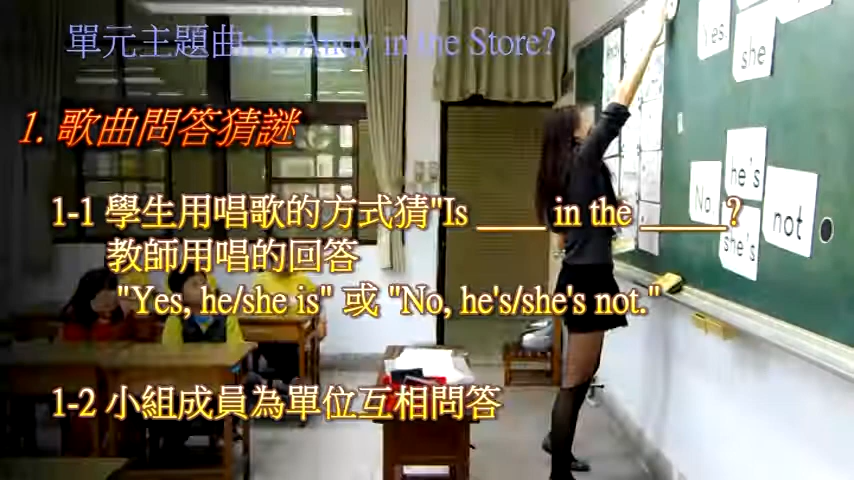 單元主題曲: Is Andy in the Store?
1. 歌曲問答猜謎
1-1 學生用唱歌的方式猜"Is ____ in the _____?
教師用唱的回答
"Yes, he/she is" 或 "No, he's/she's not."
1-2 小組成員為單位互相問答
Yes
she
he's
No
she's
not